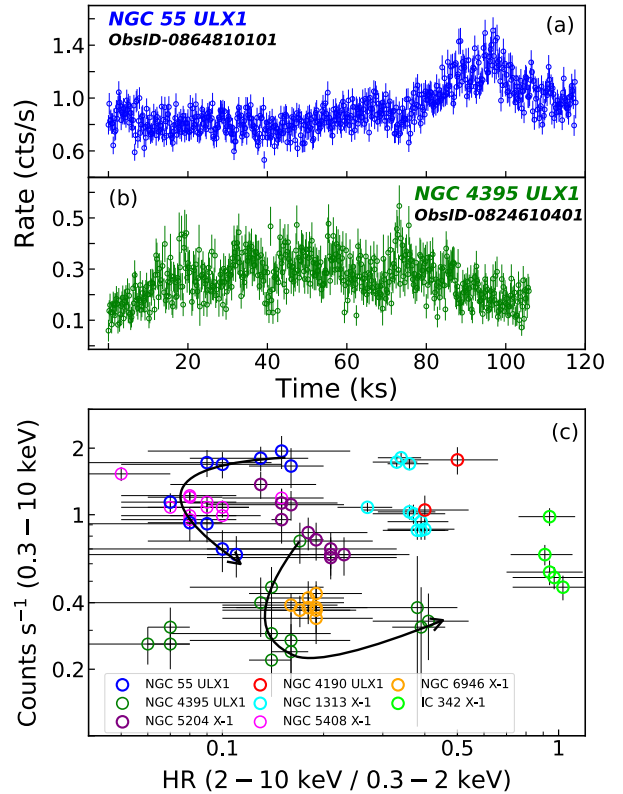 NGC 55 ULX1
ObsID-0864810101
(a)
1.4
1.0
0.6
Rate (cts/s)
(b)
NGC 4395 ULX1
ObsID-0824610401
0.5
0.3
0.1
0 20 40 60 80 100 120
Time (ks)
(c)
2
1
0.4
0.2
Counts s−1 (0.3 − 10 keV)
NGC 55 ULX1
NGC 4395 ULX1
NGC 5204 X-1
NGC 4190 ULX1
NGC 1313 X-1
NGC 5408 X-1
NGC 6946 X-1
IC 342 X-1
0.1 0.5 1
HR (2 − 10 keV / 0.3 − 2 keV)